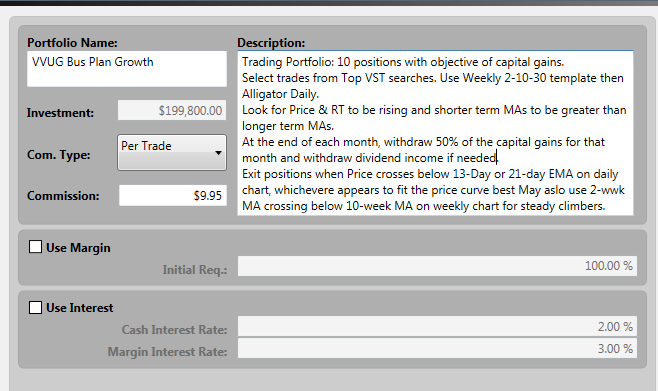 Portfolio Name:
VVUG Bus Plan Growth
Investment:
$199,800.00
Com. Type:
Per Trade
Commission:
$9.95
Description:
Trading Portfolio: 10 positions with objective of capital gains.
Select trades from Top VST searches. Use Weekly 2-10-30 template then
Alligator Daily.
Look for Price & RT to be rising and shorter term MAs to be greater than
longer term MAs.
At the end of each month, withdraw 50% of the capital gains for that
month and withdraw dividend income if needed.
Exit positions when Price crosses below 13-Day or 21-day EMA on daily
chart, whichevere appears to fit the price curve best May aslo use 2-wwk
MA crossing below 10-week MA on weekly chart for steady climbers.
Use Margin
Initial Req.:
100.00 %
Use Interest
Cash Interest Rate:
2.00 %
Margin Interest Rate:
3.00 %